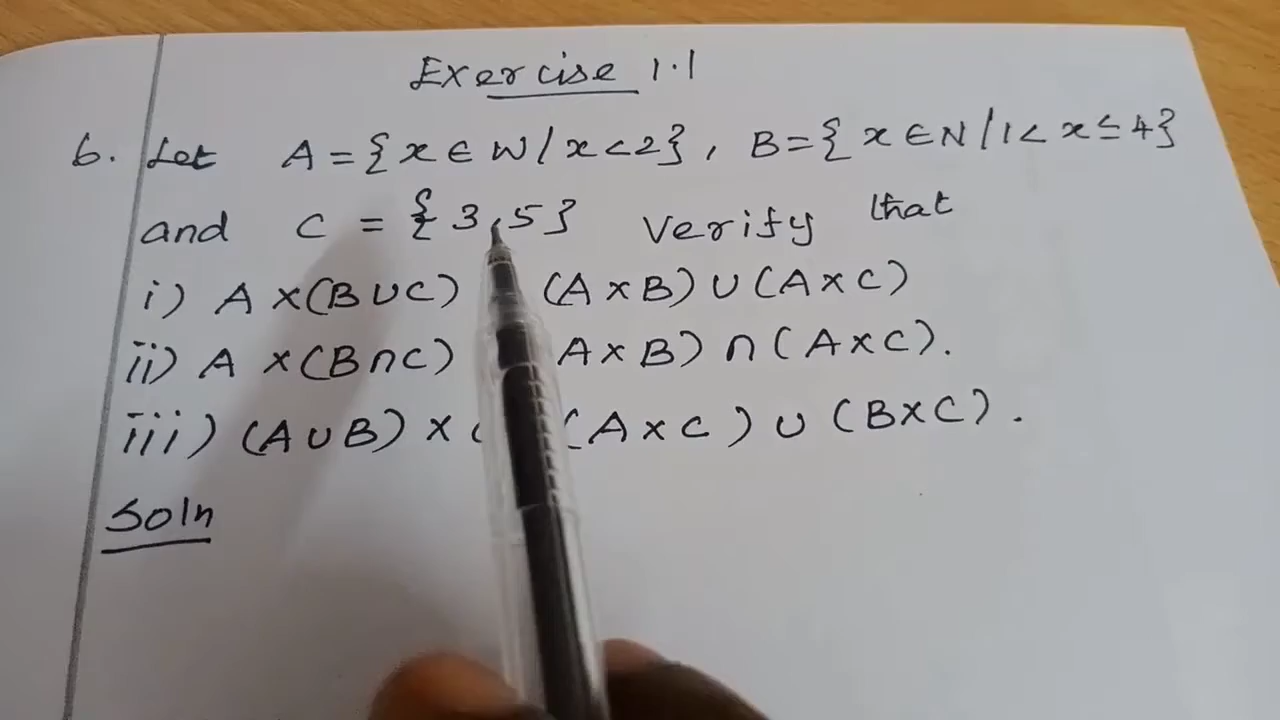 Exercise 1.1
6. Let A = {x ∈ W / x < 2}, B = {x ∈ N / 1 < x ≤ 4}
and C = {3,5} verify that
i) A × (B ∪ C) (A × B) ∪ (A × C)
ii) A × (B ∩ C) A × B) ∩ (A × C).
iii) (A ∪ B) × (A × C) ∪ (B × C).
Soln